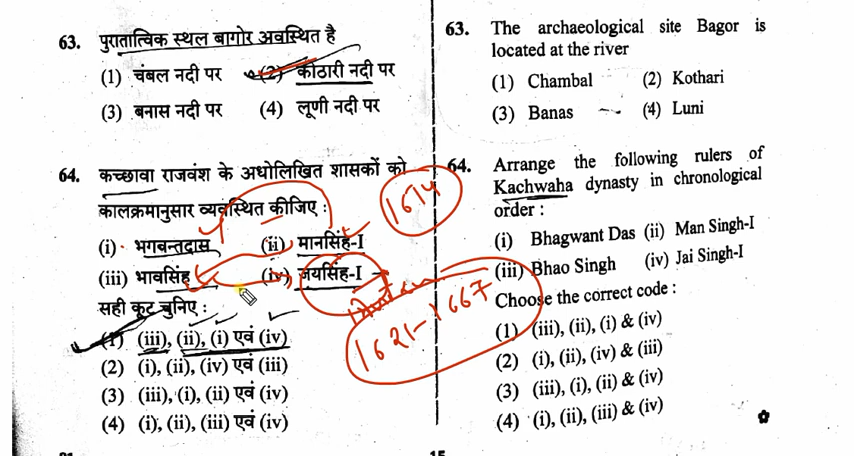 63. पुरातात्विक स्थल बागोर अवस्थित है
(1) चंबल नदी पर (2) कोठारी नदी पर
(3) बनास नदी पर (4) लूणी नदी पर
64. कच्छावा राजवंश के अधोलिखित शासकों को
कालक्रमानुसार व्यवस्थित कीजिए :
1614
(i) भगवन्तदास (ii) मानसिंह-I
(iii) भावसिंह (iv) जयसिंह-I
सही कूट चुनिए :
1621-1667
(1) (iii), (ii), (i) एवं (iv)
(2) (i), (ii), (iv) एवं (iii)
(3) (iii), (i), (ii) एवं (iv)
(4) (i), (ii), (iii) एवं (iv)
63. The archaeological site Bagor is
located at the river
(1) Chambal (2) Kothari
(3) Banas (4) Luni
64. Arrange the following rulers of
Kachwaha dynasty in chronological
order :
(i) Bhagwant Das (ii) Man Singh-I
(iii) Bhao Singh (iv) Jai Singh-I
Choose the correct code :
(1) (iii), (ii), (i) & (iv)
(2) (i), (ii), (iv) & (iii)
(3) (iii), (i), (ii) & (iv)
(4) (i), (ii), (iii) & (iv)